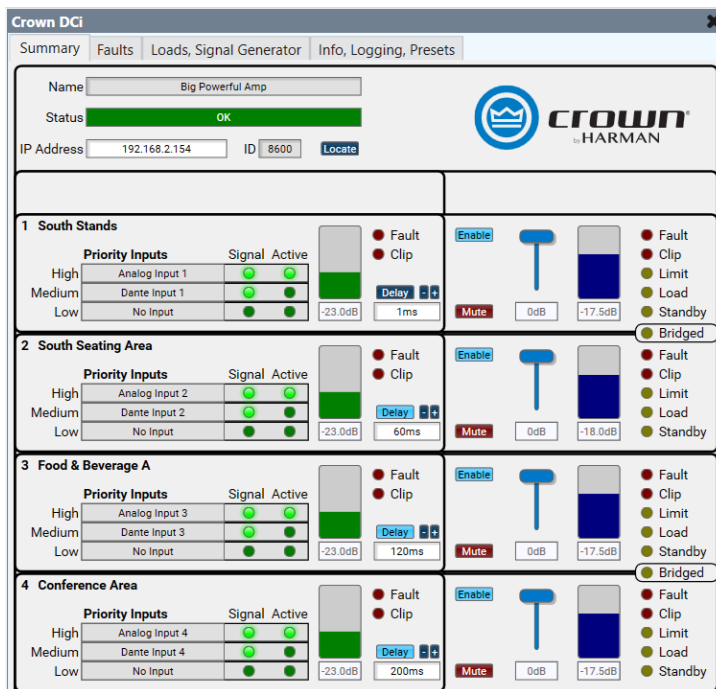 Crown DCi
Summary Faults Loads, Signal Generator Info, Logging, Presets
Name Big Powerful Amp
Status OK
IP Address 192.168.2.154 ID 8600 Locate
crown
by HARMAN
1 South Stands
Priority Inputs Signal Active
High Analog Input 1
Medium Dante Input 1
Low No Input
-23.0dB
Fault
Clip
Delay - +
1ms
Enable
Mute
0dB
-17.5dB
Fault
Clip
Limit
Load
Standby
Bridged
2 South Seating Area
Priority Inputs Signal Active
High Analog Input 2
Medium Dante Input 2
Low No Input
-23.0dB
Fault
Clip
Delay - +
60ms
Enable
Mute
0dB
-18.0dB
Fault
Clip
Limit
Load
Standby
3 Food & Beverage A
Priority Inputs Signal Active
High Analog Input 3
Medium Dante Input 3
Low No Input
-23.0dB
Fault
Clip
Delay - +
120ms
Enable
Mute
0dB
-17.5dB
Fault
Clip
Limit
Load
Standby
Bridged
4 Conference Area
Priority Inputs Signal Active
High Analog Input 4
Medium Dante Input 4
Low No Input
-23.0dB
Fault
Clip
Delay - +
200ms
Enable
Mute
0dB
-17.5dB
Fault
Clip
Limit
Load
Standby